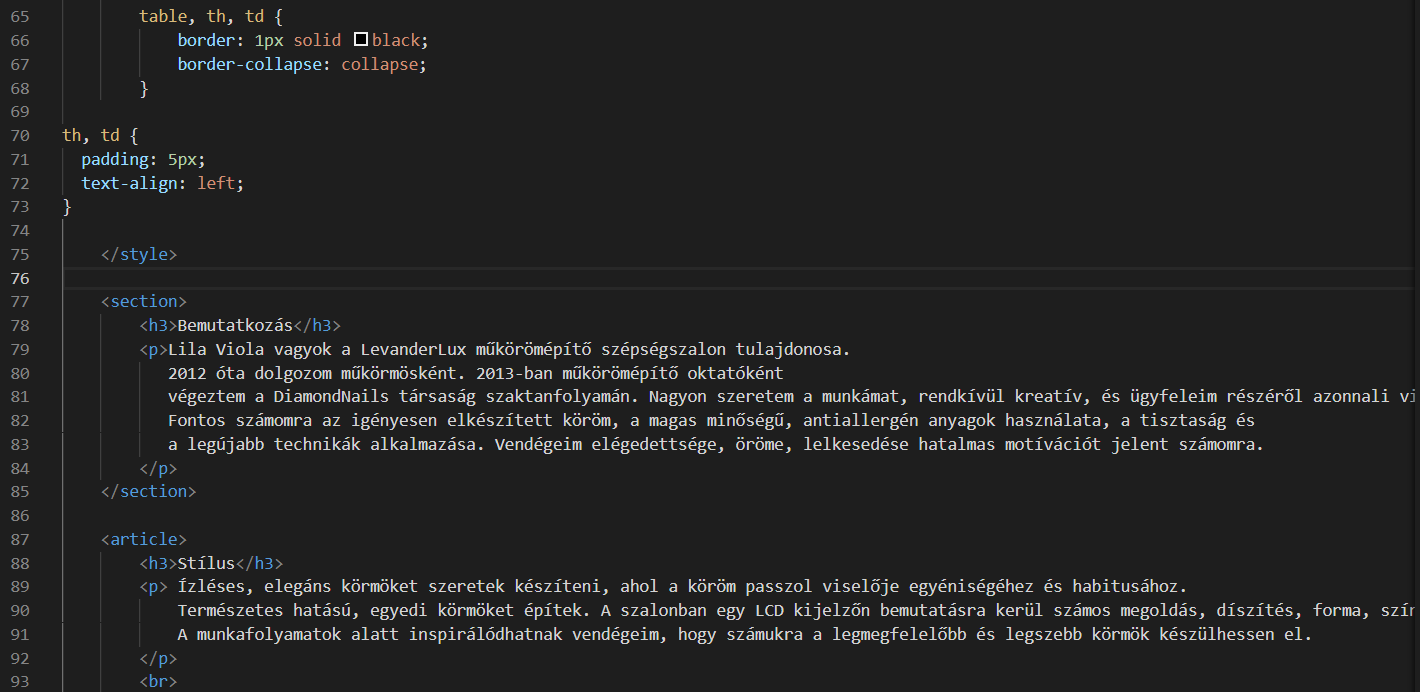 65 table, th, td {
66 border: 1px solid black;
67 border-collapse: collapse;
68 }
69
70 th, td {
71 padding: 5px;
72 text-align: left;
73 }
74
75 </style>
76
77 <section>
78 <h3>Bemutatkozás</h3>
79 <p>Lila Viola vagyok a LevanderLux műkörömépítő szépségszalon tulajdonosa.
80 2012 óta dolgozom műkörmösként. 2013-ban műkörömépítő oktatóként
81 végeztem a DiamondNails társaság szaktanfolyamán. Nagyon szeretem a munkámat, rendkívül kreatív, és ügyfeleim részéről azonnali vi
82 Fontos számomra az igényesen elkészített köröm, a magas minőségű, antiallergén anyagok használata, a tisztaság és
83 a legújabb technikák alkalmazása. Vendégeim elégedettsége, öröme, lelkesedése hatalmas motívációt jelent számomra.
84 </p>
85 </section>
86
87 <article>
88 <h3>Stílus</h3>
89 <p> Ízléses, elegáns körmöket szeretek készíteni, ahol a köröm passzol viselője egyéniségéhez és habitusához.
90 Természetes hatású, egyedi körmöket építek. A szalonban egy LCD kijelzőn bemutatásra kerül számos megoldás, díszítés, forma, szín
91 A munkafolyamatok alatt inspirálódhatnak vendégeim, hogy számukra a legmegfelelőbb és legszebb körmök készülhessen el.
92 </p>
93 <br>